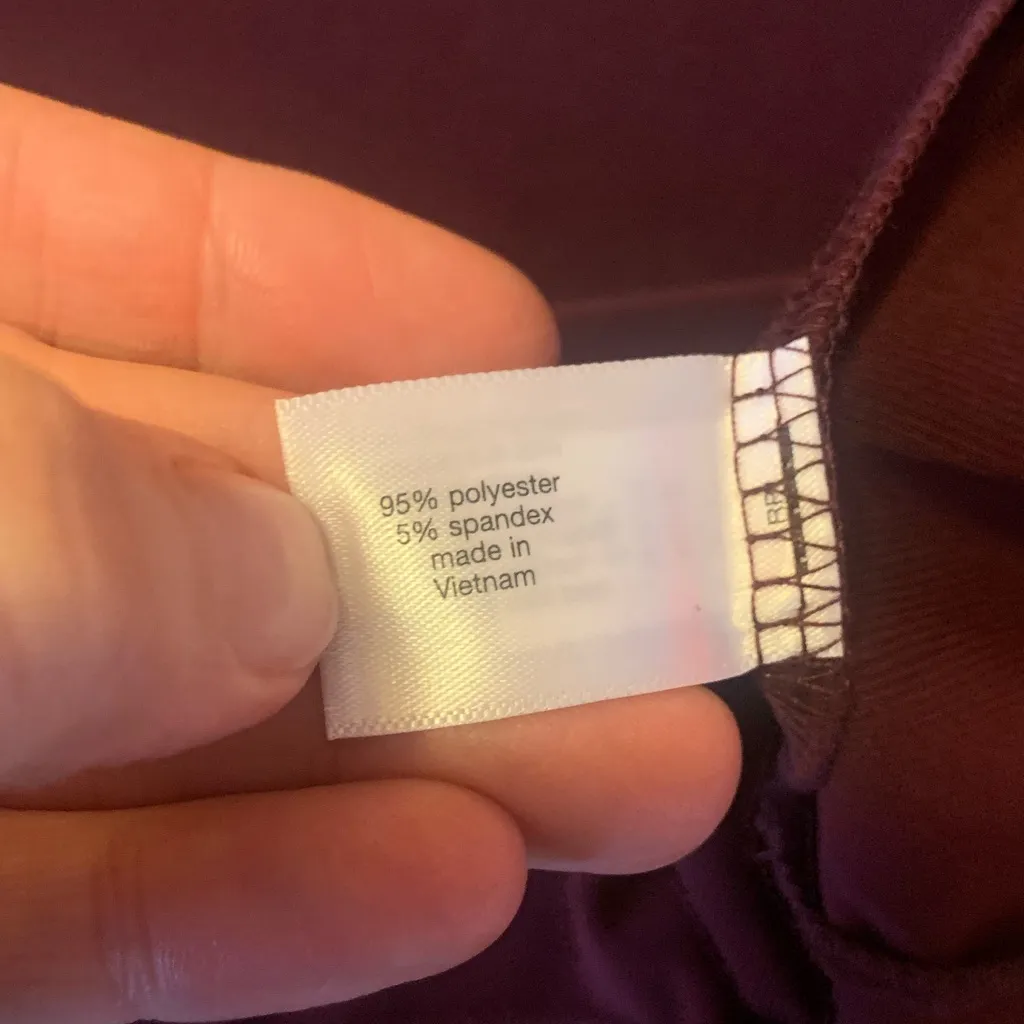 95% polyester
5% spandex
made in
Vietnam